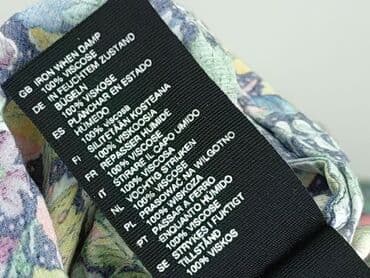 GB IRON WHEN DAMP
100% VISCOSE
DE IN FEUCHTEM ZUSTAND
BÜGELN
100% VISKOSE
ES PLANCHAR EN ESTADO
HÚMEDO
100% viscosa
FI SILITETÄÄN KOSTEANA
100% VISKOOSIA
FR REPASSER HUMIDE
100% VISCOSE
IT STIRARE IL CAPO UMIDO
100% viscosa
NL VOCHTIG STRIJKEN
100% VISCOSE
PL PRASOWAĆ NA WILGOTNO
100% WISKOZA
PT PASSAR A FERRO
ENQUANTO HÚMIDO
100% VISCOSE
SE STRYKES I FUKTIGT
TILLSTÅND
100% VISKOS